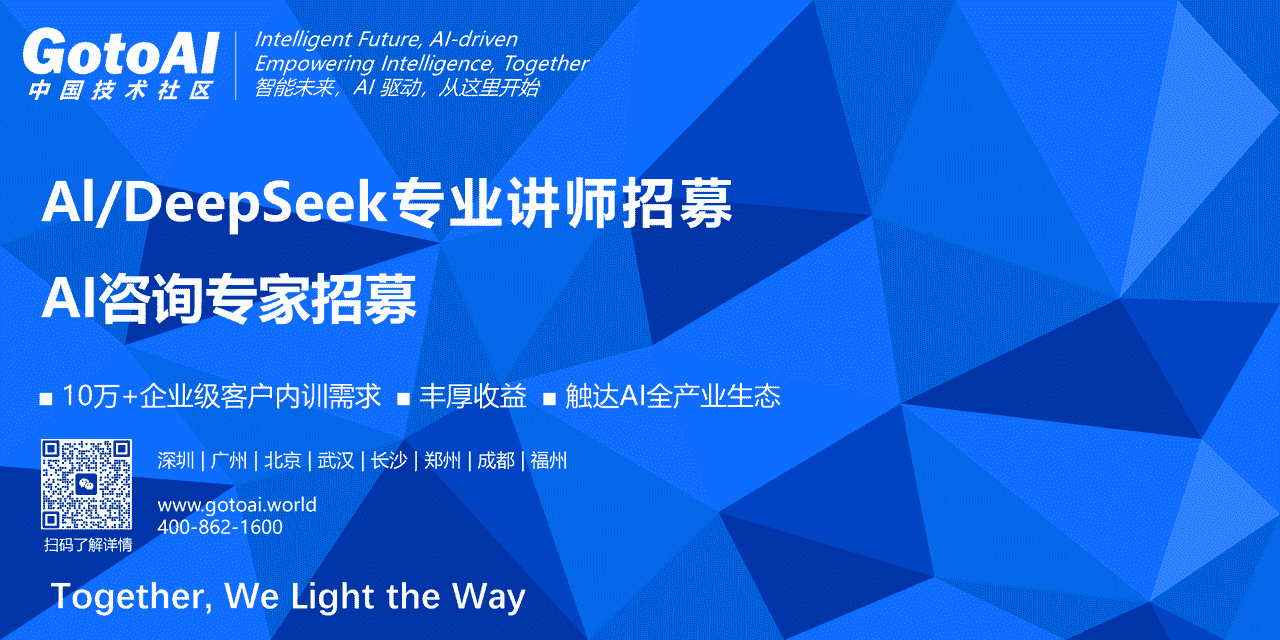 GotoAI
中国技术社区
Intelligent Future, AI-driven
Empowering Intelligence, Together
智能未来，AI 驱动，从这里开始
AI/DeepSeek专业讲师招募
AI咨询专家招募
■ 10万+企业级客户内训需求 ■ 丰厚收益 ■ 触达AI全产业生态
深圳 | 广州 | 北京 | 武汉 | 长沙 | 郑州 | 成都 | 福州
www.gotoai.world
400-862-1600
扫码了解详情
Together, We Light the Way